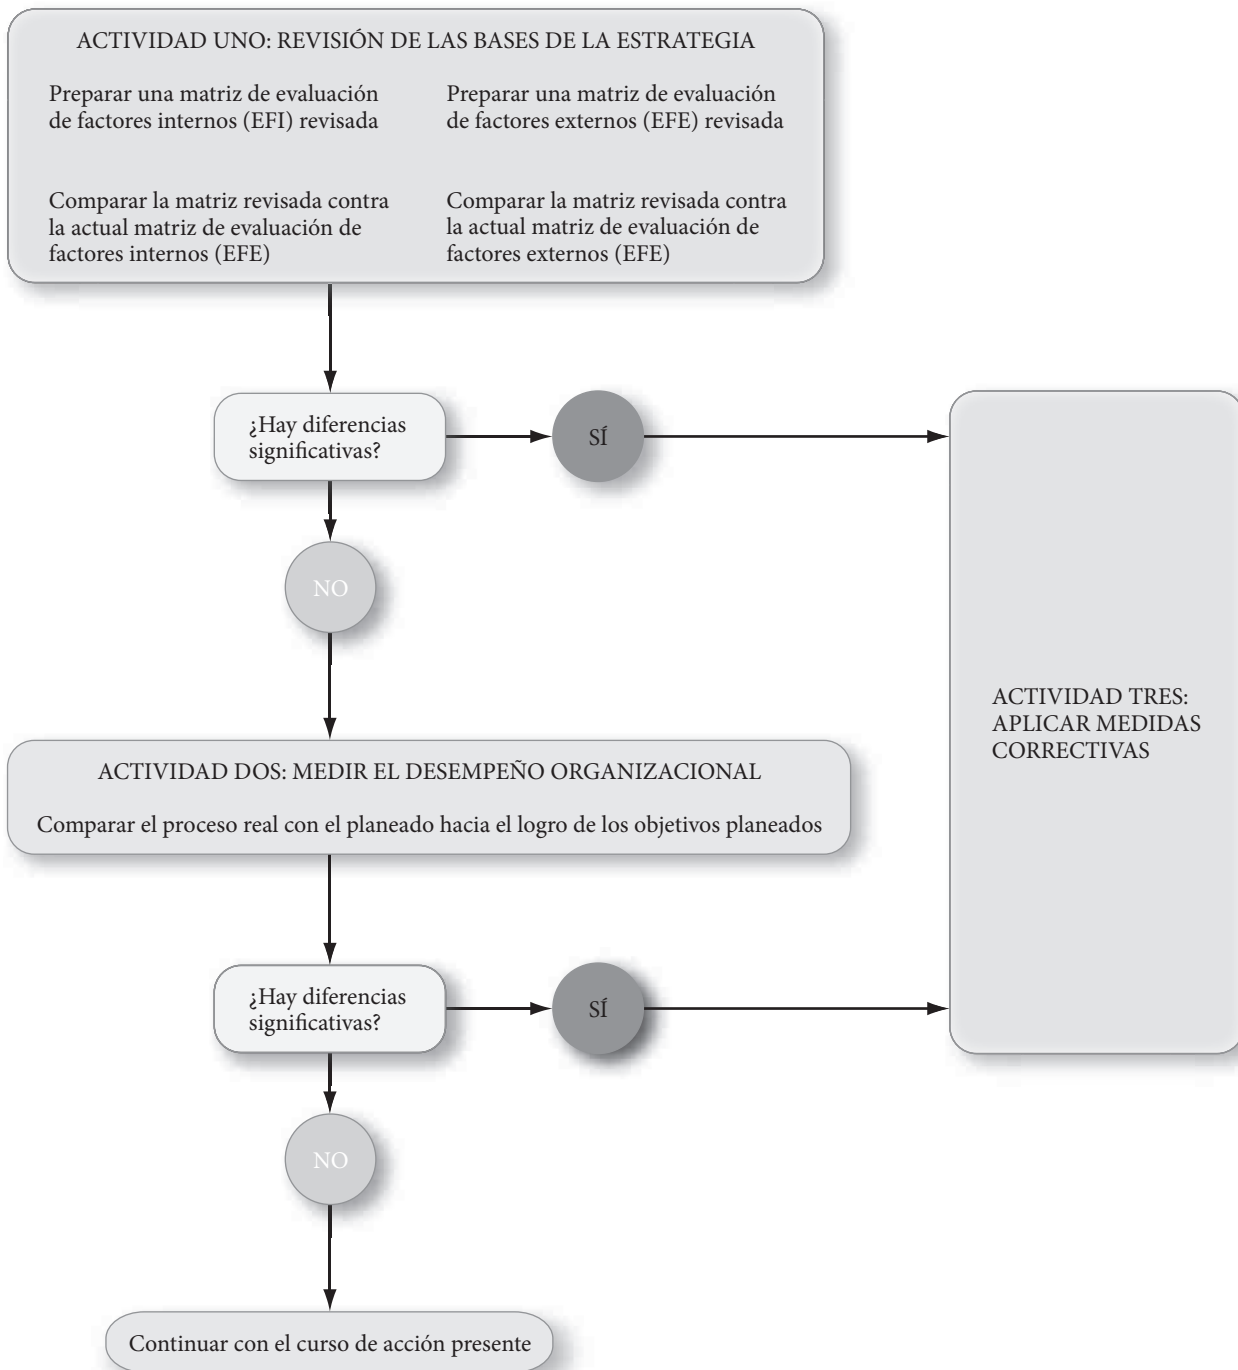 ACTIVIDAD UNO: REVISIÓN DE LAS BASES DE LA ESTRATEGIA
Preparar una matriz de evaluación
de factores internos (EFI) revisada
Preparar una matriz de evaluación
de factores externos (EFE) revisada
Comparar la matriz revisada contra
la actual matriz de evaluación de
factores internos (EFE)
Comparar la matriz revisada contra
la actual matriz de evaluación de
factores externos (EFE)
¿Hay diferencias
significativas?
SÍ
NO
ACTIVIDAD TRES:
APLICAR MEDIDAS
CORRECTIVAS
ACTIVIDAD DOS: MEDIR EL DESEMPEÑO ORGANIZACIONAL
Comparar el proceso real con el planeado hacia el logro de los objetivos planeados
¿Hay diferencias
significativas?
SÍ
NO
Continuar con el curso de acción presente